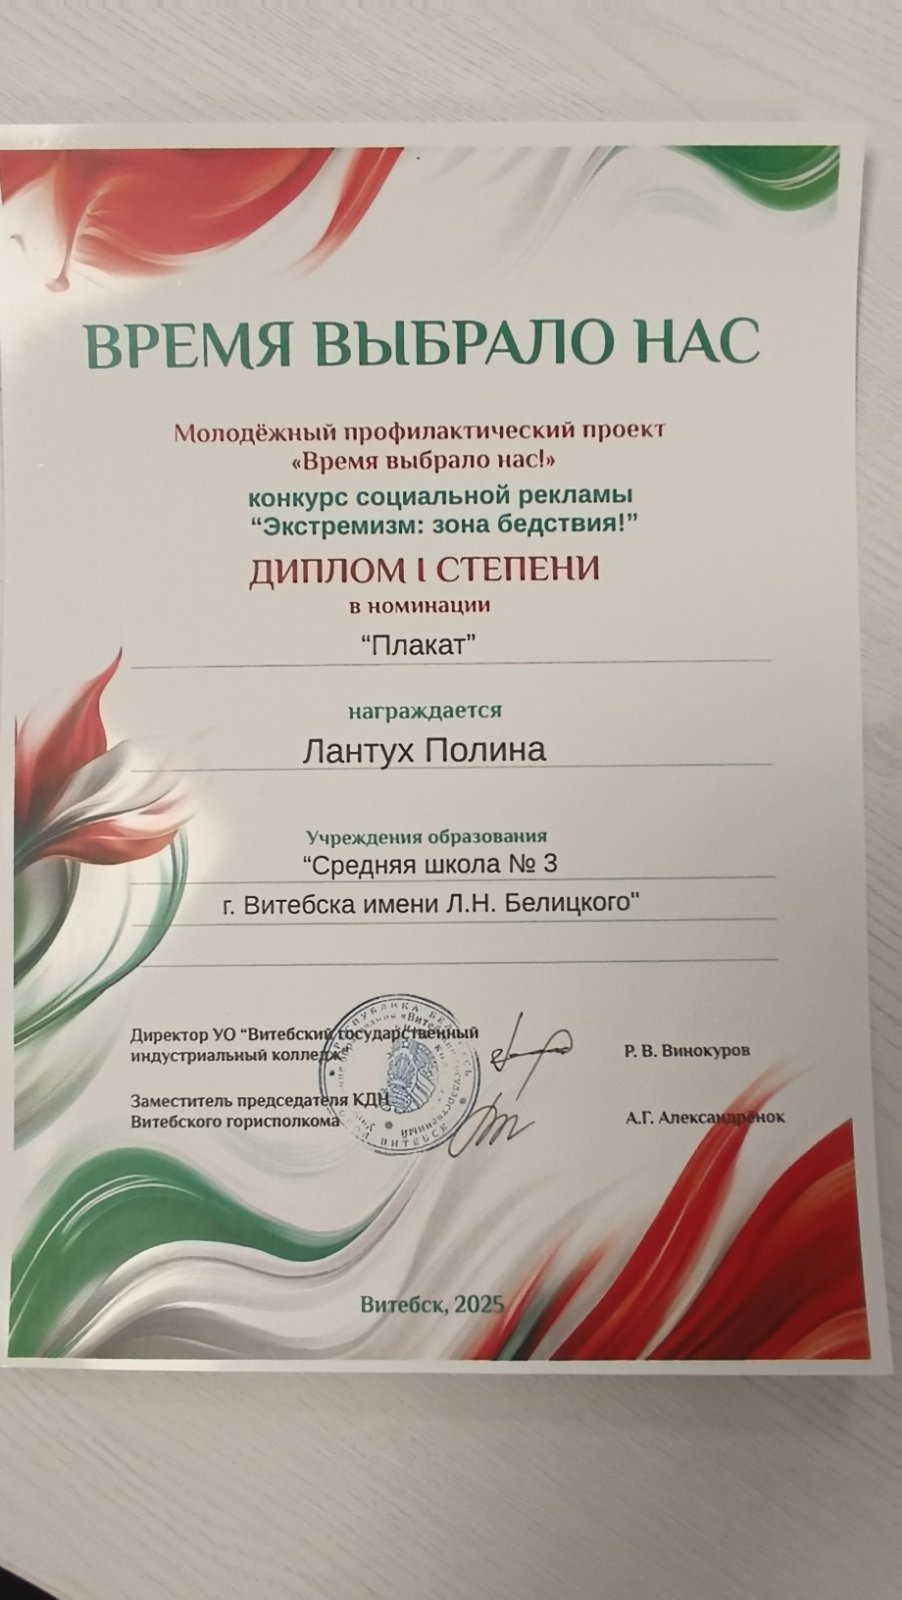 ВРЕМЯ ВЫБРАЛО НАС
Молодёжный профилактический проект
«Время выбрало нас!»
конкурс социальной рекламы
“Экстремизм: зона бедствия!”
ДИПЛОМ I СТЕПЕНИ
в номинации
“Плакат”
награждается
Лантух Полина
Учреждения образования
“Средняя школа № 3
г. Витебска имени Л.Н. Белицкого"
Директор УО “Витебский государственный
индустриальный колледж”
Р. В. Винокуров
Заместитель председателя КДН
Витебского горисполкома
А.Г. Александрёнок
Витебск, 2025